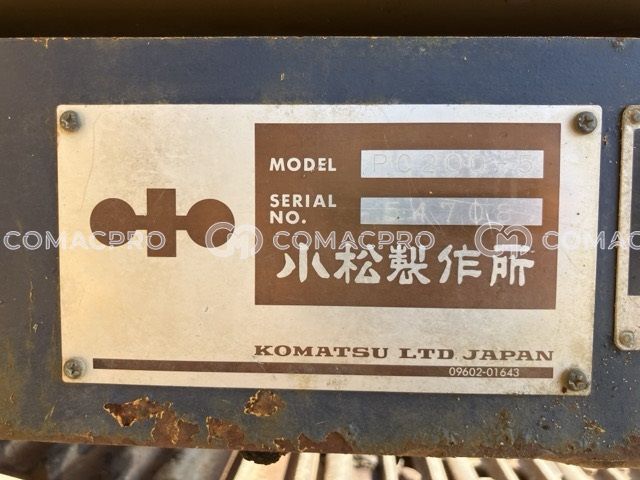 MODEL PC200-5
SERIAL
NO.
COMACPRO COMACPRO COMACPRO
小松製作所
KOMATSU LTD JAPAN
09602-01643